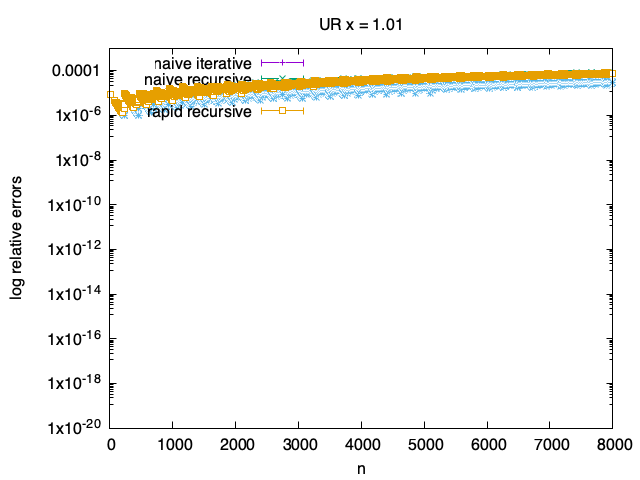 UR x = 1.01
naive iterative
naive recursive
rapid recursive
0.0001
1x10-6
1x10-8
1x10-10
1x10-12
1x10-14
1x10-16
1x10-18
1x10-20
log relative errors
0 1000 2000 3000 4000 5000 6000 7000 8000
n